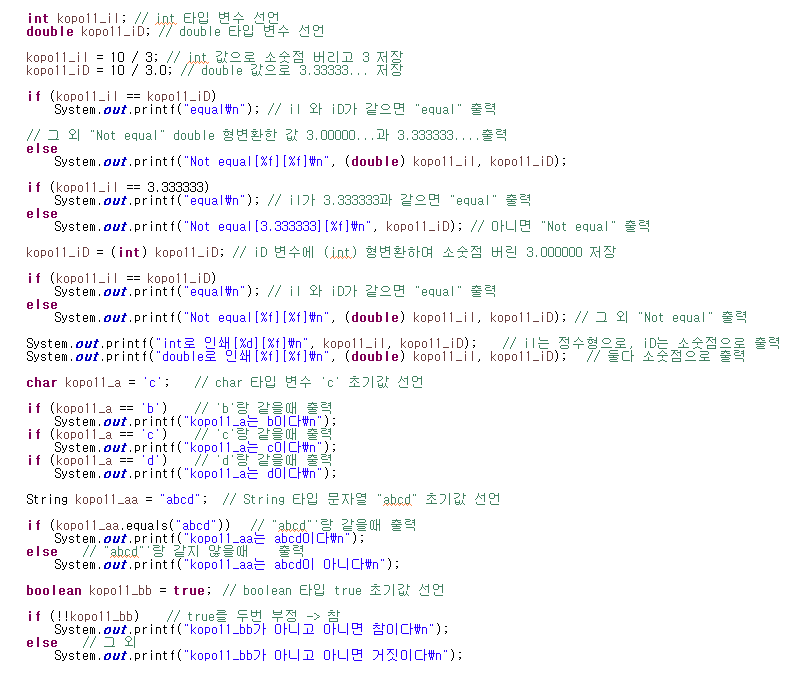 int kopo11_iI; // int 타입 변수 선언
double kopo11_iD; // double 타입 변수 선언
kopo11_iI = 10 / 3; // int 값으로 소숫점 버리고 3 저장
kopo11_iD = 10 / 3.0; // double 값으로 3.33333... 저장
if (kopo11_iI == kopo11_iD)
System.out.printf("equal\n"); // iI 와 iD가 같으면 "equal" 출력
// 그 외 "Not equal" double 형변환한 값 3.00000...과 3.333333....출력
else
System.out.printf("Not equal[%f][%f]\n", (double) kopo11_iI, kopo11_iD);
if (kopo11_iI == 3.333333)
System.out.printf("equal\n"); // iI가 3.333333과 같으면 "equal" 출력
else
System.out.printf("Not equal[3.333333][%f]\n", kopo11_iD); // 아니면 "Not equal" 출력
kopo11_iD = (int) kopo11_iD; // iD 변수에 (int) 형변환하여 소숫점 버린 3.000000 저장
if (kopo11_iI == kopo11_iD)
System.out.printf("equal\n"); // iI 와 iD가 같으면 "equal" 출력
else
System.out.printf("Not equal[%f][%f]\n", (double) kopo11_iI, kopo11_iD); // 그 외 "Not equal" 출력
System.out.printf("int로 인쇄[%d][%f]\n", kopo11_iI, kopo11_iD); // iI는 정수형으로, iD는 소숫점으로 출력
System.out.printf("double로 인쇄[%f][%f]\n", (double) kopo11_iI, kopo11_iD); // 둘다 소숫점으로 출력
char kopo11_a = 'c'; // char 타입 변수 'c' 초기값 선언
if (kopo11_a == 'b') // 'b'랑 같을때 출력
System.out.printf("kopo11_a는 b이다\n");
if (kopo11_a == 'c') // 'c'랑 같을때 출력
System.out.printf("kopo11_a는 c이다\n");
if (kopo11_a == 'd') // 'd'랑 같을때 출력
System.out.printf("kopo11_a는 d이다\n");
String kopo11_aa = "abcd"; // String 타입 문자열 "abcd" 초기값 선언
if (kopo11_aa.equals("abcd")) // "abcd"'랑 같을때 출력
System.out.printf("kopo11_aa는 abcd이다\n");
else // "abcd"'랑 같지 않을때 출력
System.out.printf("kopo11_aa는 abcd이 아니다\n");
boolean kopo11_bb = true; // boolean 타입 true 초기값 선언
if (!!kopo11_bb) // true을 두번 부정 -> 참
System.out.printf("kopo11_bb가 아니고 아니면 참이다\n");
else // 그 외
System.out.printf("kopo11_bb가 아니고 아니면 거짓이다\n");